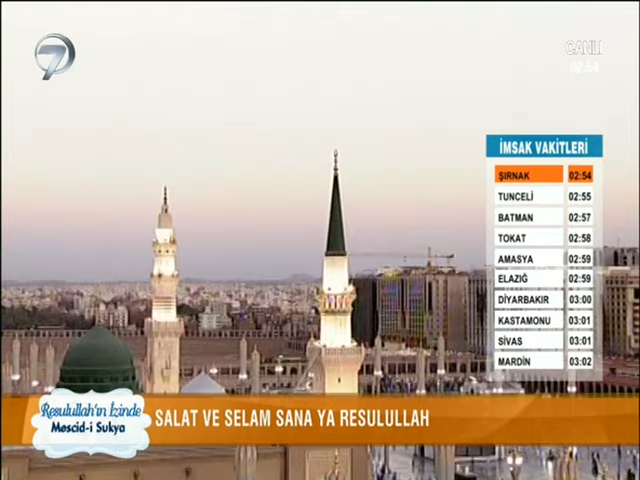 7
CANLI
02:54
İMSAK VAKİTLERİ
ŞIRNAK 02:54
TUNCELİ 02:55
BATMAN 02:57
TOKAT 02:58
AMASYA 02:59
ELAZIĞ 02:59
DİYARBAKIR 03:00
KASTAMONU 03:01
SİVAS 03:01
MARDİN 03:02
Resulullah'ın İzinde
Mescid-i Sukya
SALAT VE SELAM SANA YA RESULULLAH